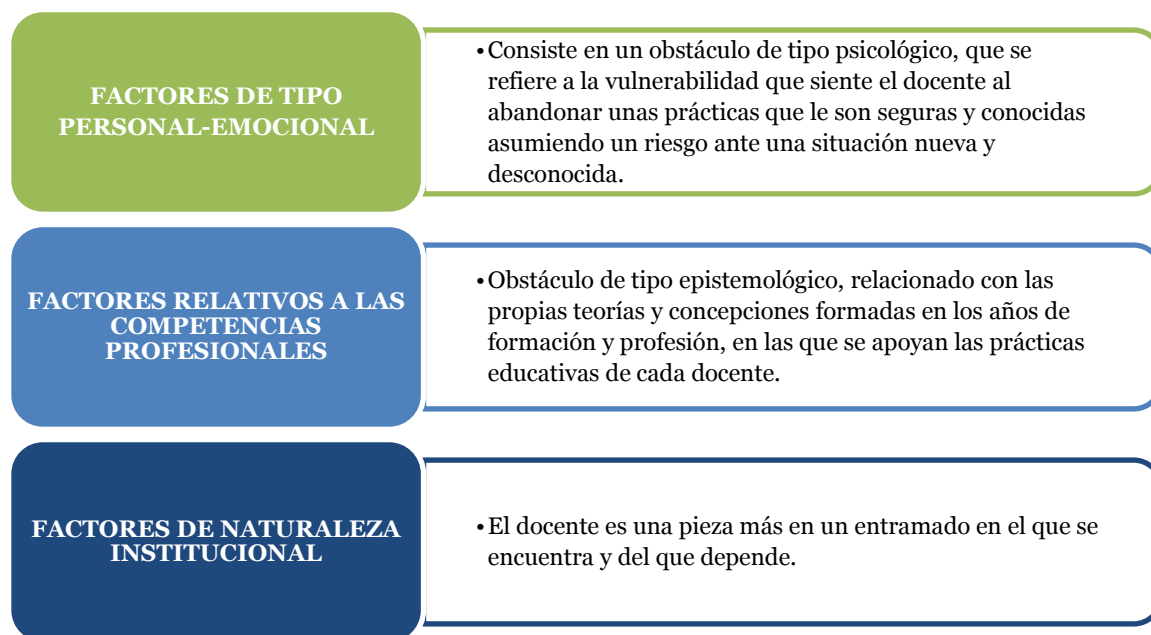 FACTORES DE TIPO
PERSONAL-EMOCIONAL
•Consiste en un obstáculo de tipo psicológico, que se
refiere a la vulnerabilidad que siente el docente al
abandonar unas prácticas que le son seguras y conocidas
asumiendo un riesgo ante una situación nueva y
desconocida.
FACTORES RELATIVOS A LAS
COMPETENCIAS
PROFESIONALES
•Obstáculo de tipo epistemológico, relacionado con las
propias teorías y concepciones formadas en los años de
formación y profesión, en las que se apoyan las prácticas
educativas de cada docente.
FACTORES DE NATURALEZA
INSTITUCIONAL
•El docente es una pieza más en un entramado en el que se
encuentra y del que depende.